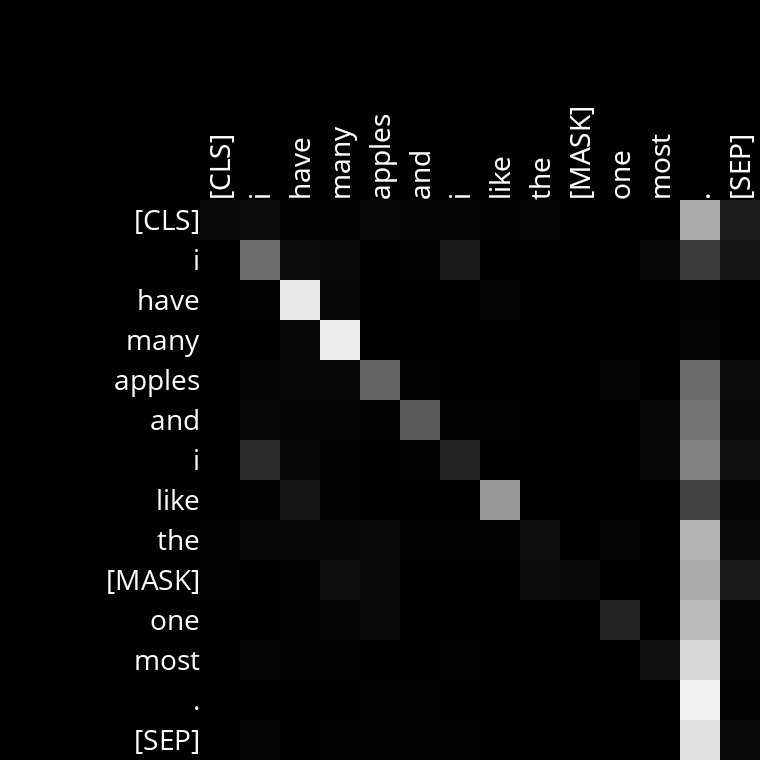 [CLS] i have many apples and i like the [MASK] one most . [SEP]
[CLS]
i
have
many
apples
and
i
like
the
[MASK]
one
most
.
[SEP]